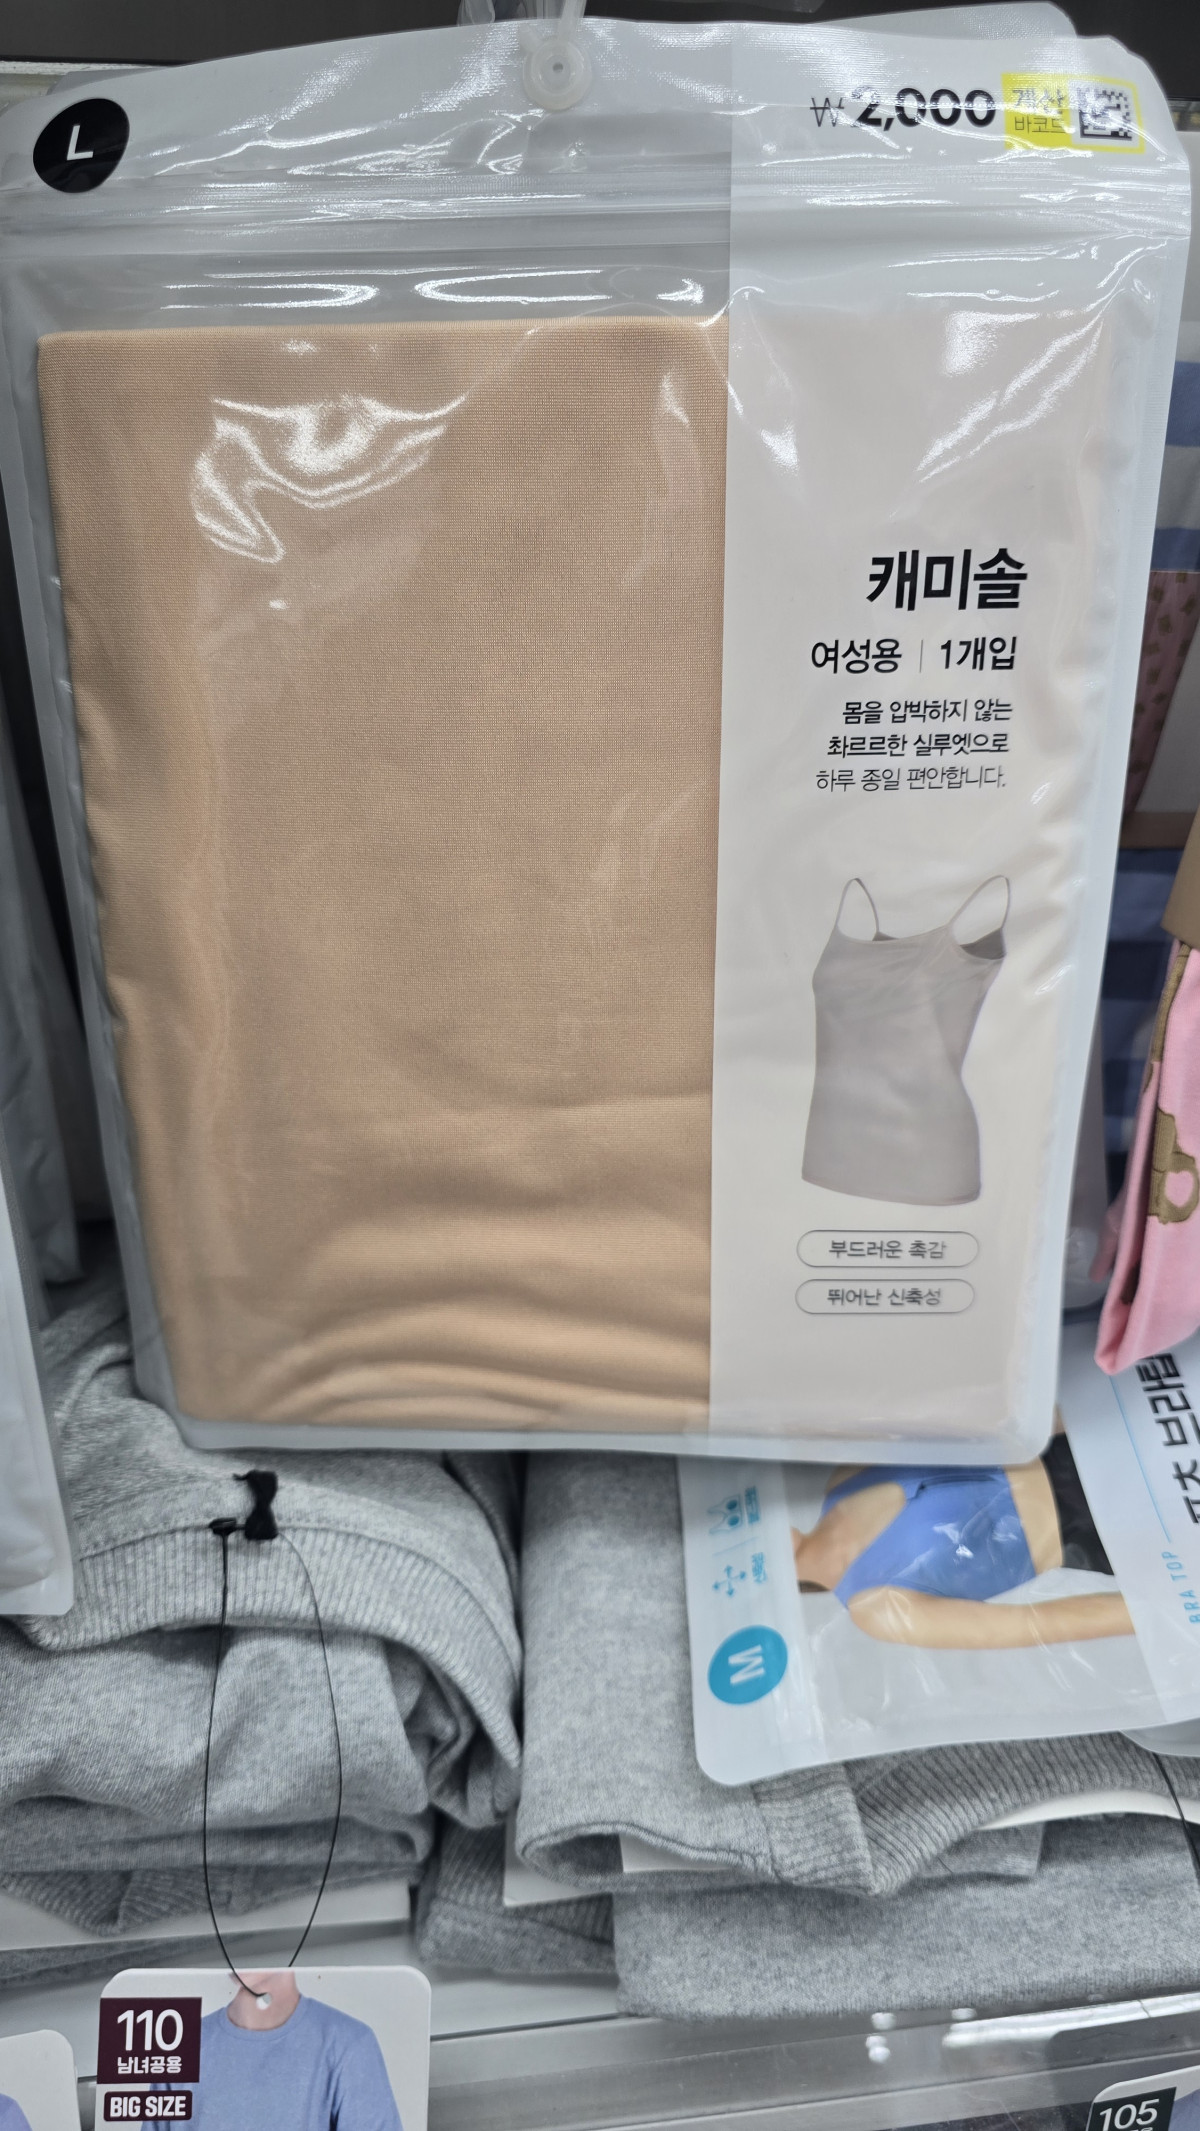 L
₩2,000
계산
바코드
캐미솔
여성용 | 1개입
몸을 압박하지 않는
촤르르한 실루엣으로
하루 종일 편안합니다.
부드러운 촉감
뛰어난 신축성
M
BRA TOP
110
남녀공용
BIG SIZE
105